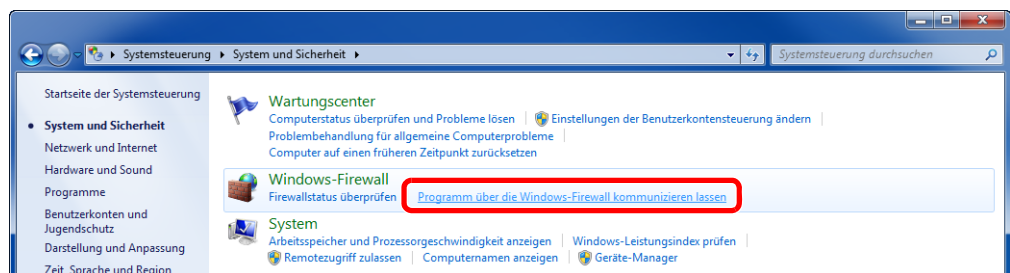 Systemsteuerung ▸ System und Sicherheit ▸
Systemsteuerung durchsuchen
Startseite der Systemsteuerung
System und Sicherheit
Netzwerk und Internet
Hardware und Sound
Programme
Benutzerkonten und
Jugendschutz
Darstellung und Anpassung
Zeit, Sprache und Region
Wartungscenter
Computerstatus überprüfen und Probleme lösen
Einstellungen der Benutzerkontensteuerung ändern
Problembehandlung für allgemeine Computerprobleme
Computer auf einen früheren Zeitpunkt zurücksetzen
Windows-Firewall
Firewallstatus überprüfen
Programm über die Windows-Firewall kommunizieren lassen
System
Arbeitsspeicher und Prozessorgeschwindigkeit anzeigen
Windows-Leistungsindex prüfen
Remotezugriff zulassen
Computernamen anzeigen
Geräte-Manager